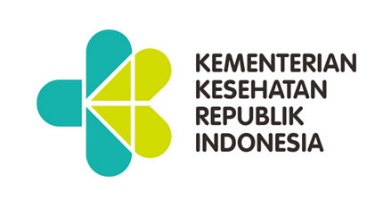 KEMENTERIAN
KESEHATAN
REPUBLIK
INDONESIA